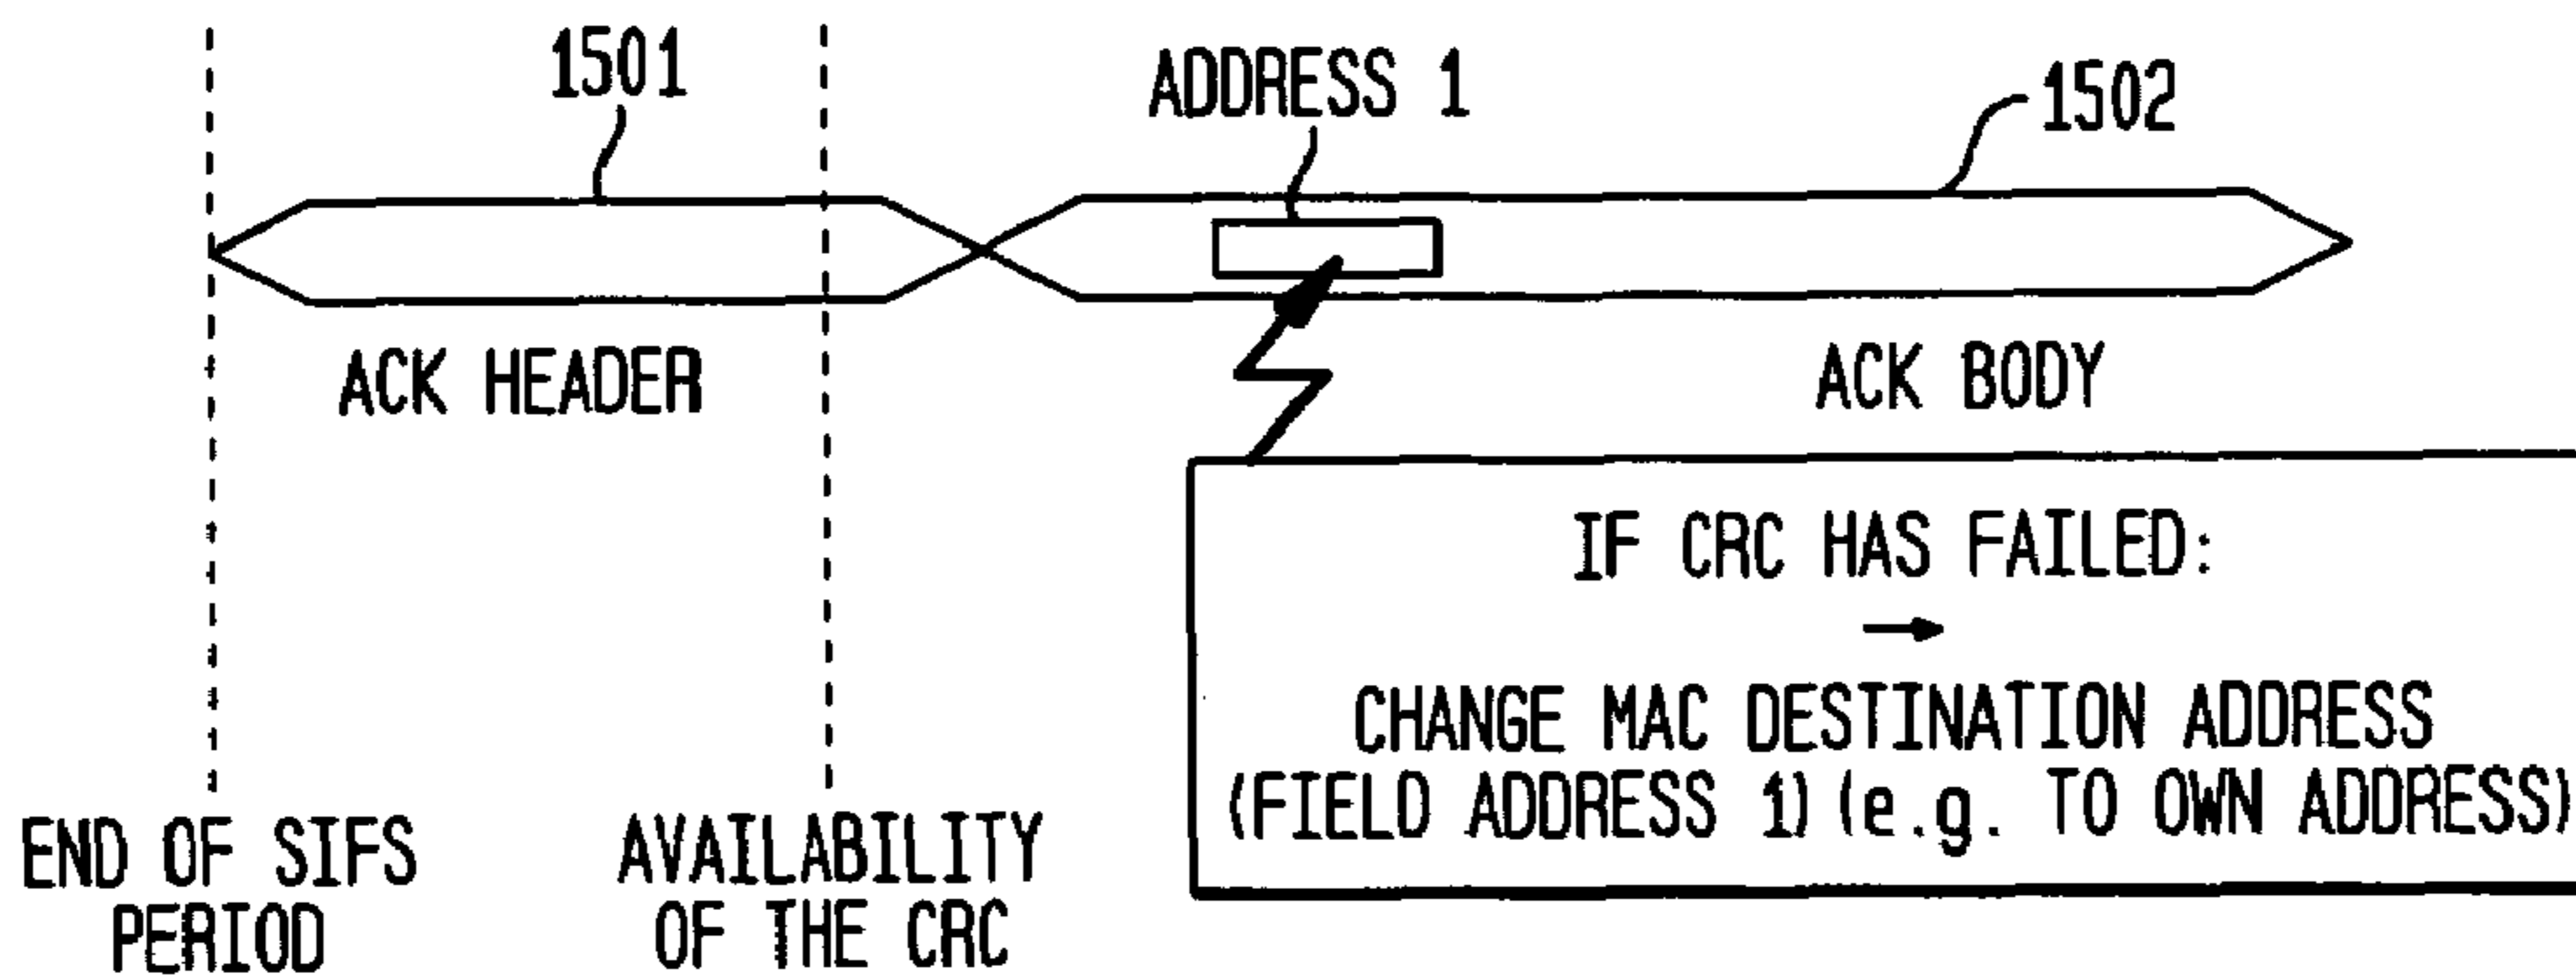 1501
ADDRESS 1
1502
ACK HEADER
ACK BODY
IF CRC HAS FAILED:
→
CHANGE MAC DESTINATION ADDRESS
(FIELD ADDRESS 1) (e.g. TO OWN ADDRESS)
END OF SIFS
PERIOD
AVAILABILITY
OF THE CRC